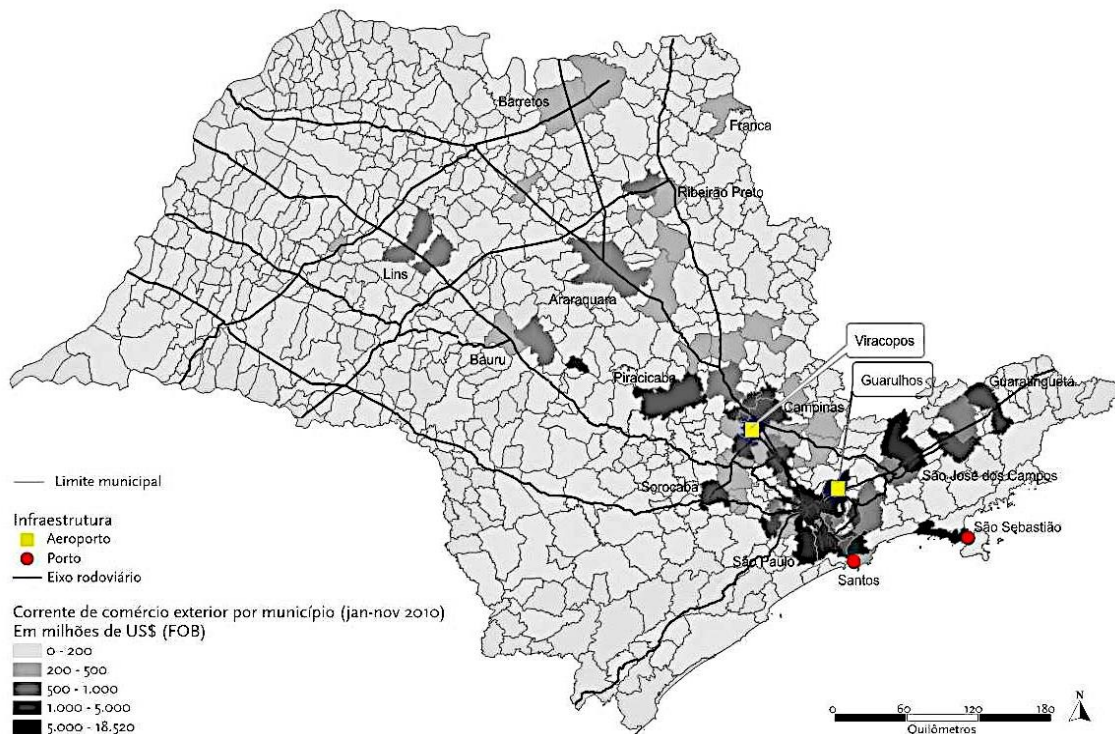 Barretos
Franca
Ribeirão Preto
Lins
Araraquara
Bauru
Viracopos
Piracicaba
Guarulhos
Guaratinguetá
Campinas
São José dos Campos
Sorocaba
São Sebastião
São Paulo
Santos
Limite municipal
Infraestrutura
Aeroporto
Porto
Eixo rodoviário
Corrente de comércio exterior por município (jan-nov 2010)
Em milhões de US$ (FOB)
0 - 200
200 - 500
500 - 1.000
1.000 - 5.000
5.000 - 18.520
0 60 120 180
Quilômetros
N